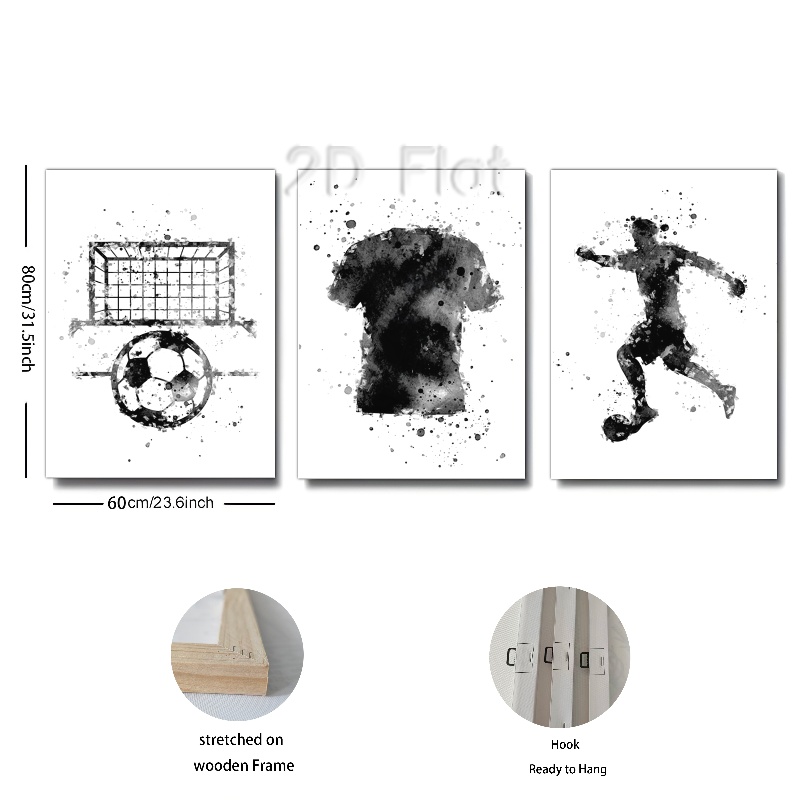 2D Flat
80cm/31.5inch
60cm/23.6inch
stretched on
wooden Frame
Hook
Ready to Hang